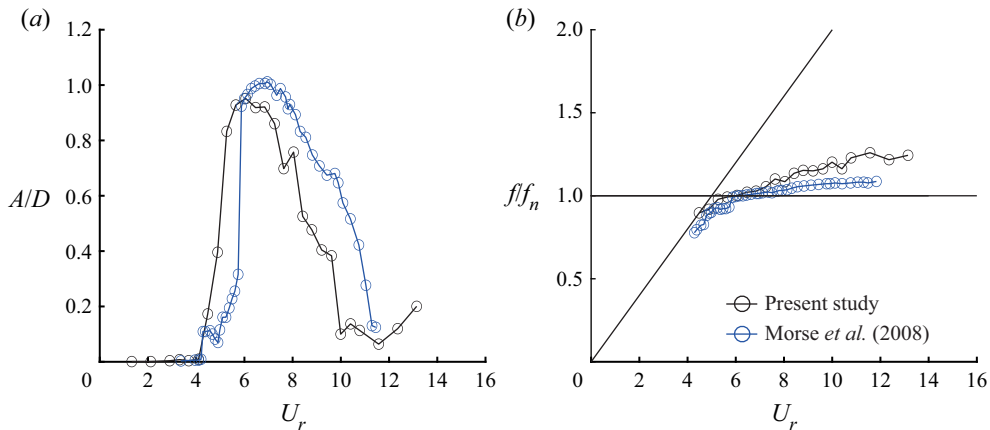 (a)
(b)
1.2
1.0
0.8
0.6
0.4
0.2
A/D
0 2 4 6 8 10 12 14 16
U_r
2.0
1.5
1.0
0.5
f/f_n
0 2 4 6 8 10 12 14 16
U_r
Present study
Morse et al. (2008)